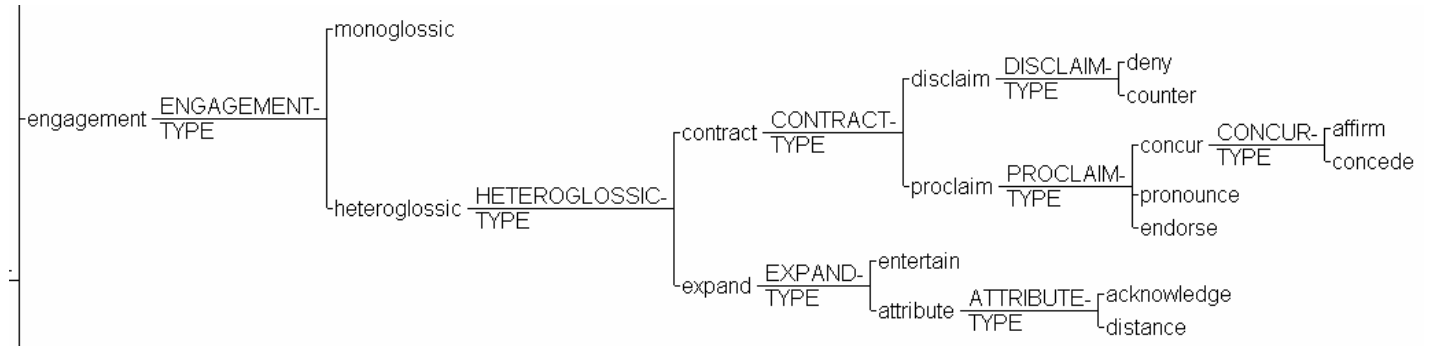 monoglossic
engagement ENGAGEMENT-
TYPE
heteroglossic HETEROGLOSSIC-
TYPE
contract CONTRACT-
TYPE
disclaim DISCLAIM-
TYPE
deny
counter
proclaim PROCLAIM-
TYPE
concur CONCUR-
TYPE
affirm
concede
pronounce
endorse
expand EXPAND-
TYPE
entertain
attribute ATTRIBUTE-
TYPE
acknowledge
distance